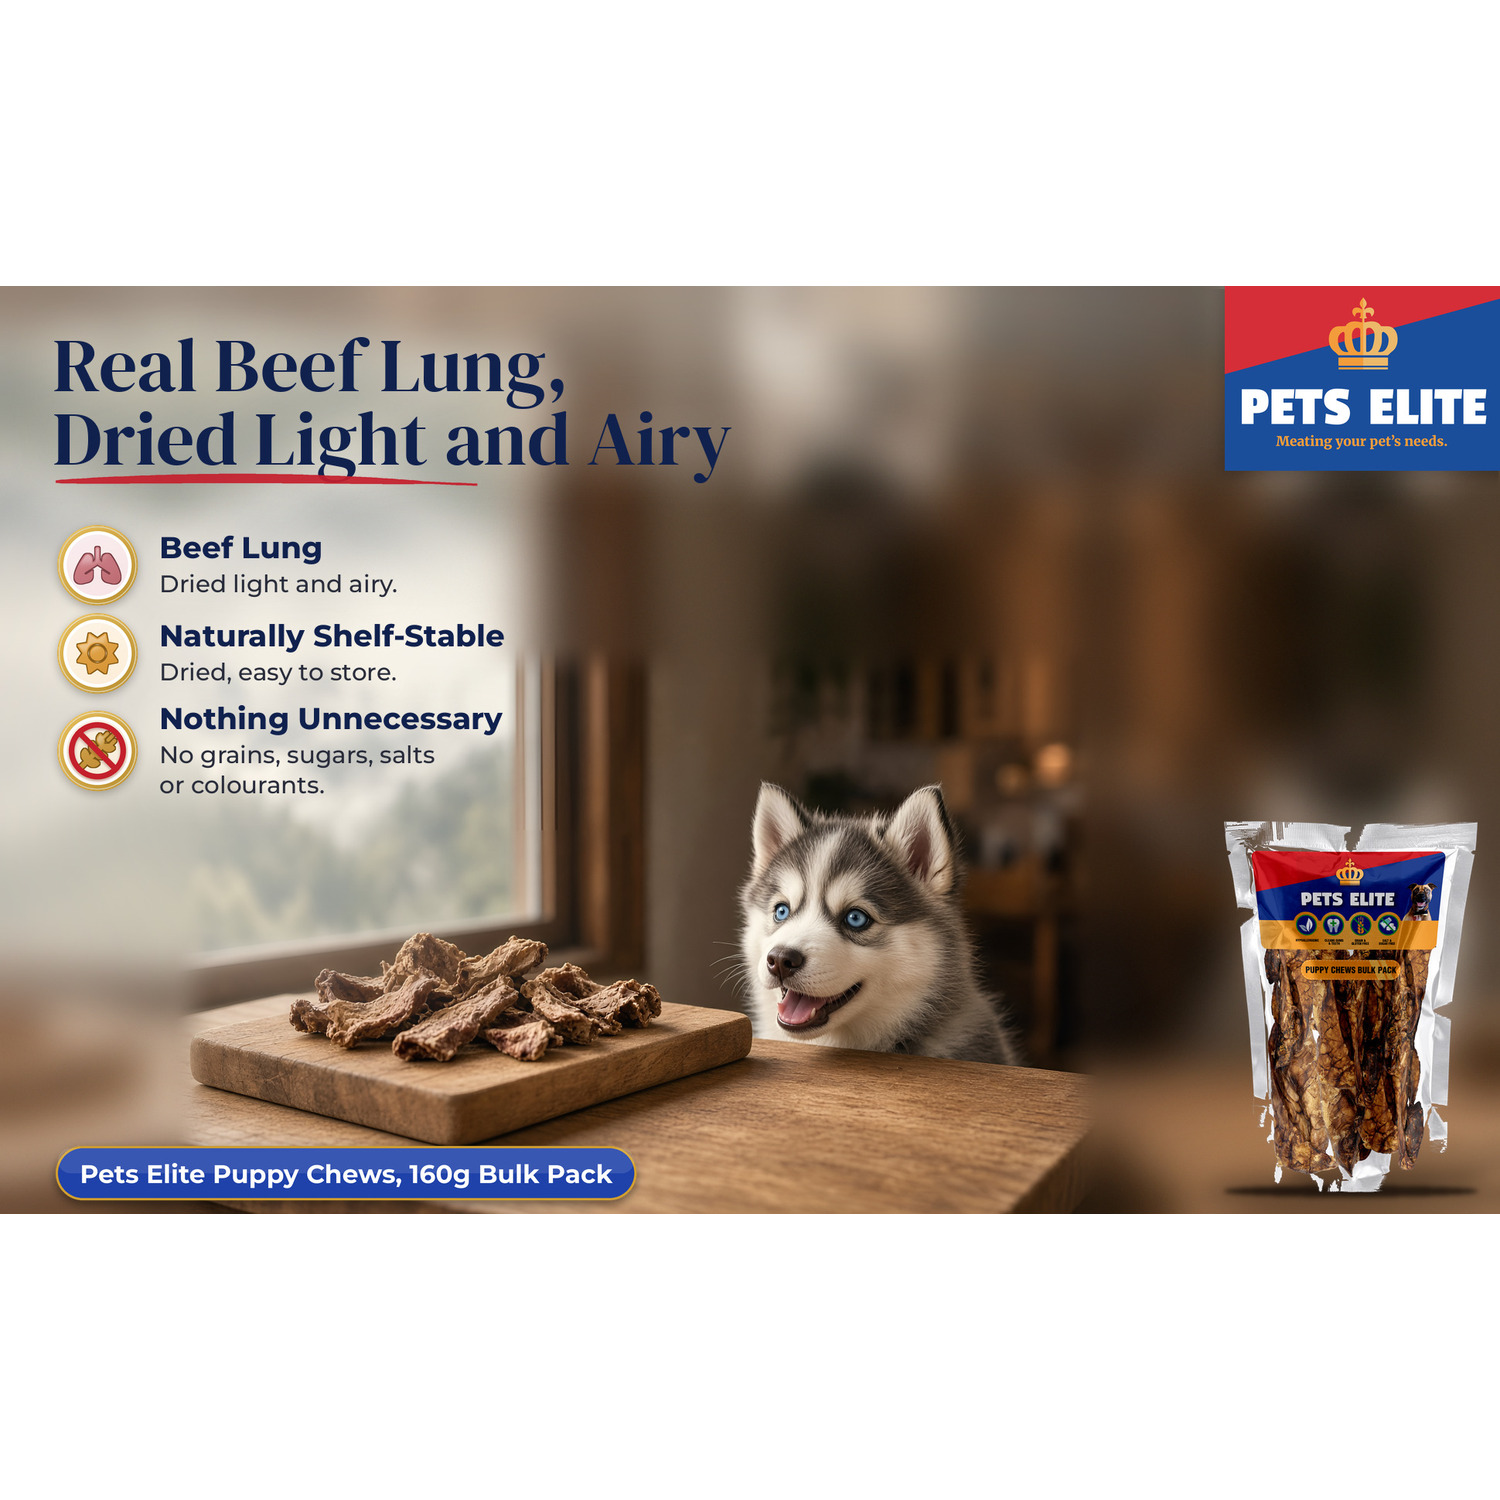 Real Beef Lung,
Dried Light and Airy
PETS ELITE
Meating your pet's needs.
Beef Lung
Dried light and airy.
Naturally Shelf-Stable
Dried, easy to store.
Nothing Unnecessary
No grains, sugars, salts
or colourants.
PETS ELITE
PUPPY CHEWS BULK PACK
Pets Elite Puppy Chews, 160g Bulk Pack